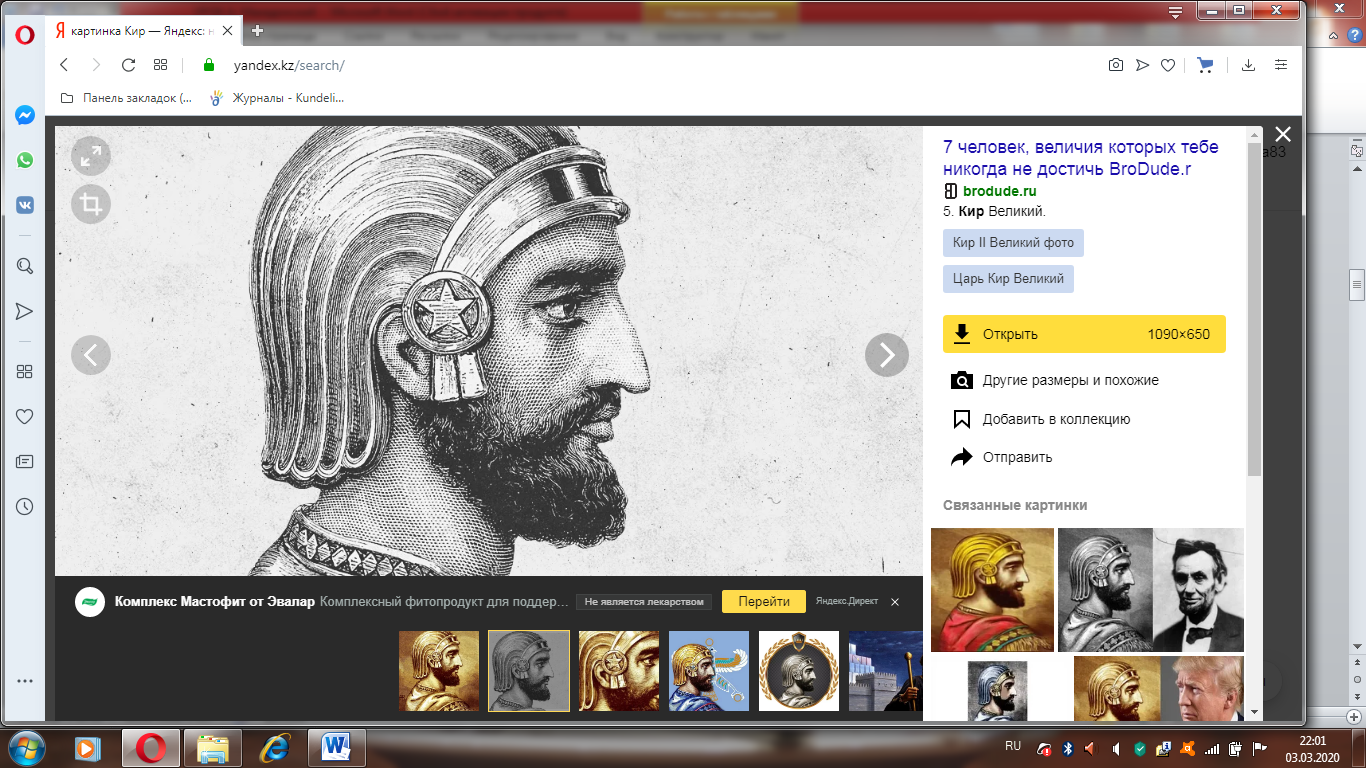 картинка Кир — Яндекс: н
yandex.kz/search/
Панель закладок (...
Журналы - Kundeli...
7 человек, величия которых тебе
никогда не достичь BroDude.r
brodude.ru
5. Кир Великий.
Кир II Великий фото
Царь Кир Великий
Открыть 1090×650
Другие размеры и похожие
Добавить в коллекцию
Отправить
Связанные картинки
Комплекс Мастофит от Эвалар Комплексный фитопродукт для поддер... Не является лекарством Перейти Яндекс.Директ
a83
RU
22:01
03.03.2020